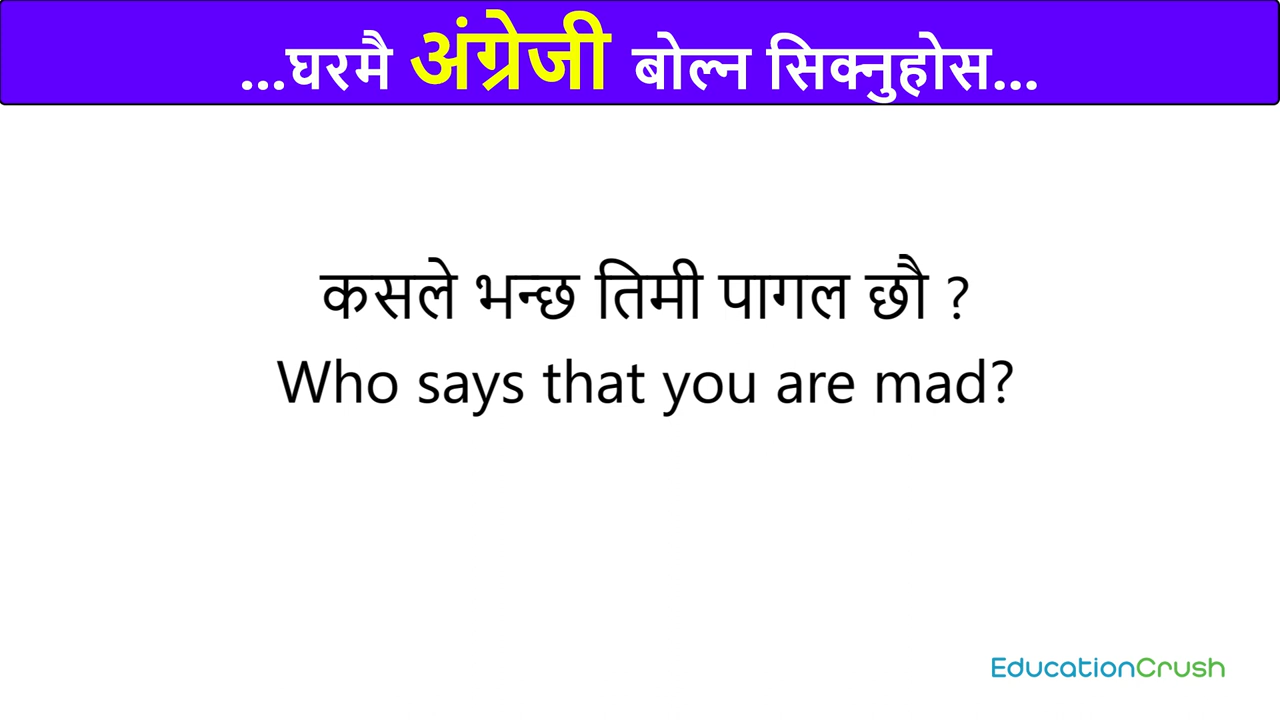 ...घरमै अंग्रेजी बोल्न सिक्नुहोस...
कसले भन्छ तिमी पागल छौ ?
Who says that you are mad?
EducationCrush